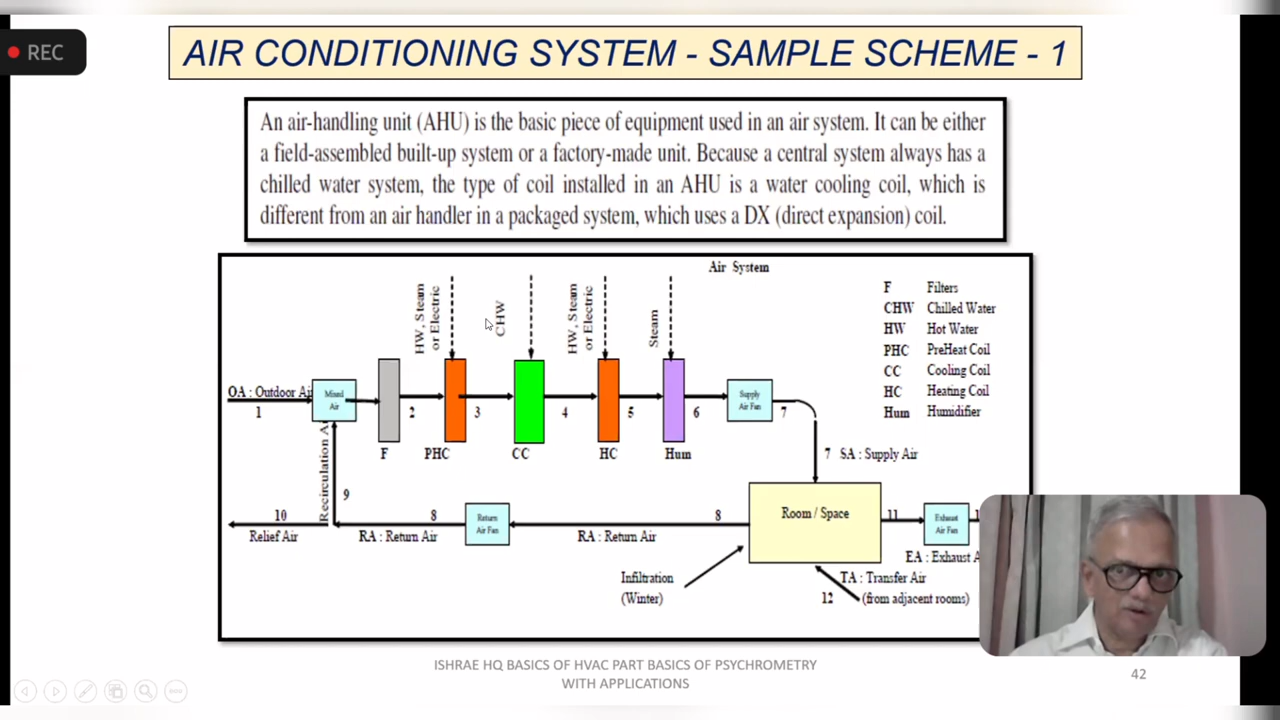 REC
AIR CONDITIONING SYSTEM - SAMPLE SCHEME - 1
An air-handling unit (AHU) is the basic piece of equipment used in an air system. It can be either
a field-assembled built-up system or a factory-made unit. Because a central system always has a
chilled water system, the type of coil installed in an AHU is a water cooling coil, which is
different from an air handler in a packaged system, which uses a DX (direct expansion) coil.
Air System
HW, Steam
or Electric
CHW
HW, Steam
or Electric
Steam
F Filters
CHW Chilled Water
HW Hot Water
PHC PreHeat Coil
CC Cooling Coil
HC Heating Coil
Hum Humidifier
OA : Outdoor Air
1
Mixed
Air
2
3
4
5
6
Supply
Air Fan
7
F
PHC
CC
HC
Hum
7 SA : Supply Air
Recirculation A
9
10
Relief Air
8
RA : Return Air
Return
Air Fan
8
RA : Return Air
Room / Space
11
Exhaust
Air Fan
1
EA : Exhaust A
Infiltration
(Winter)
TA : Transfer Air
12 (from adjacent rooms)
ISHRAE HQ BASICS OF HVAC PART BASICS OF PSYCHROMETRY
WITH APPLICATIONS
42